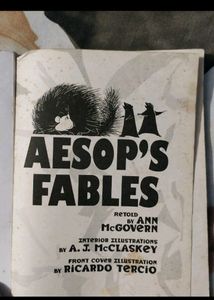 AESOP'S
FABLES
RETOLD
BY ANN
MCGOVERN
INTERIOR ILLUSTRATIONS
BY A. J. MCCLASKEY
FRONT COVER ILLUSTRATION
BY RICARDO TERCIO